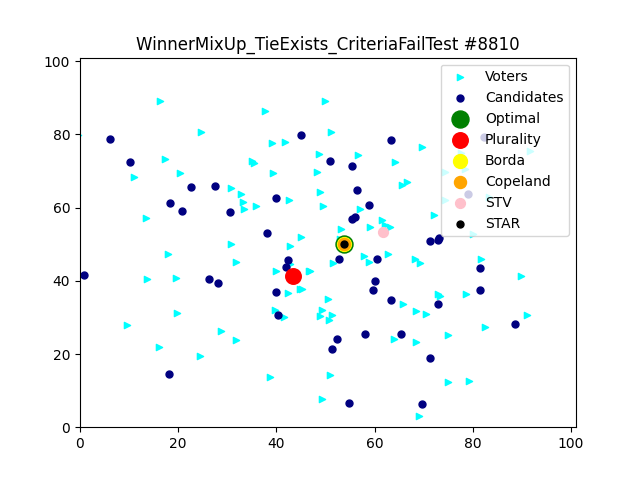 WinnerMixUp_TieExists_CriteriaFailTest #8810
100
80
60
40
20
0
0
20
40
60
80
100
Voters
Candidates
Optimal
Plurality
Borda
Copeland
STV
STAR